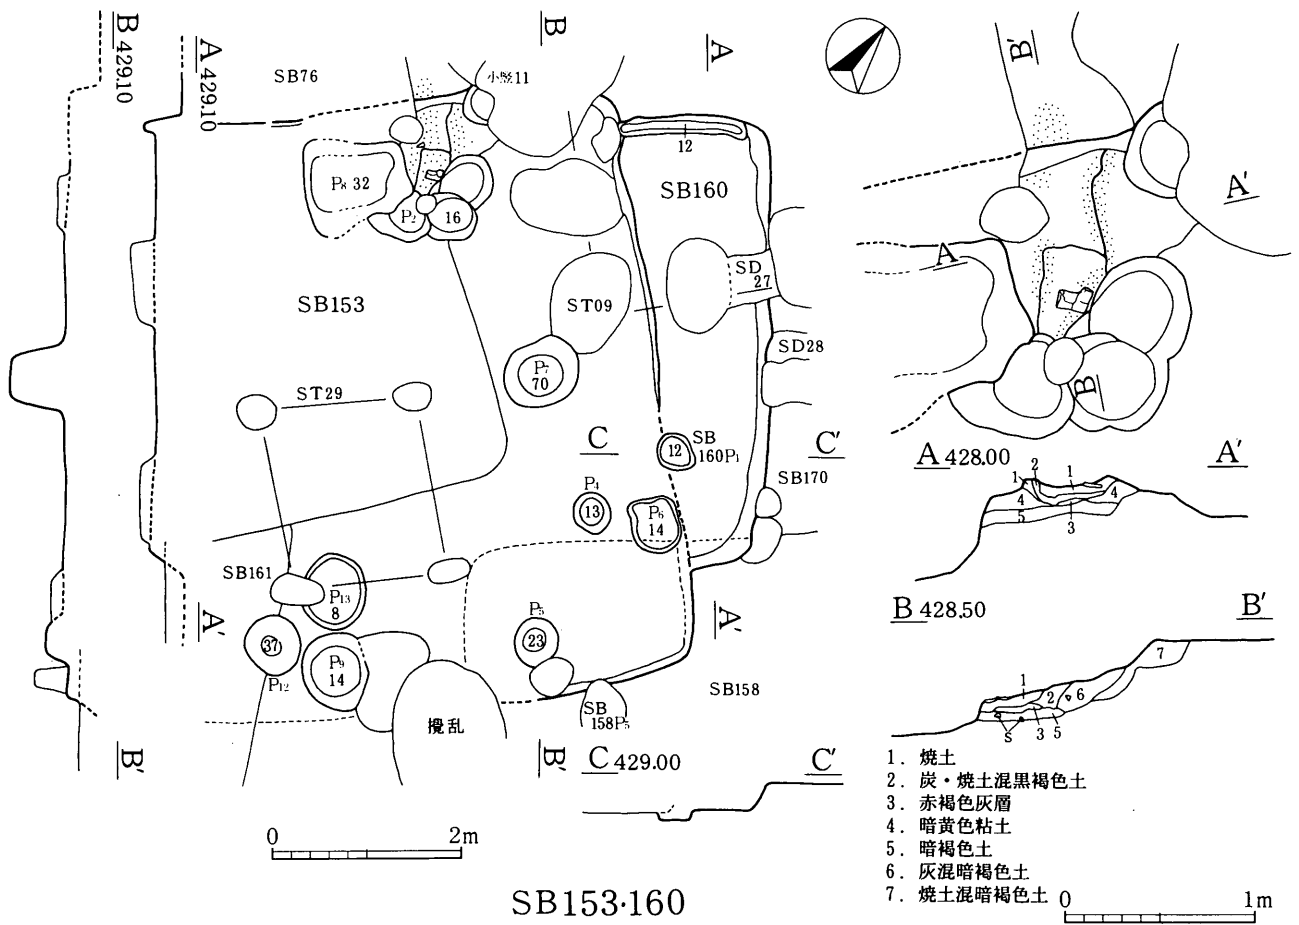 B 429.10
A 429.10
SB76
小竪11
B
A
B'
12
P8 32
P2
16
SB160
A'
SD
27
A
SB153
ST09
SD28
P7
70
ST29
B
C
12
SB
160P1
C'
SB170
A 428.00
A'
P4
13
P6
14
1 2 1
4 4
5 3
SB161
P13
8
P5
23
A'
A'
37
P12
P9
14
SB158
B 428.50
B'
SB
158P5
攪乱
1 2 6 7
S 3 5
B'
B'
C 429.00
C'
0 2m
1. 焼土
2. 炭・焼土混黒褐色土
3. 赤褐色灰層
4. 暗黄色粘土
5. 暗褐色土
6. 灰混暗褐色土
7. 焼土混暗褐色土
0 1m
SB153·160